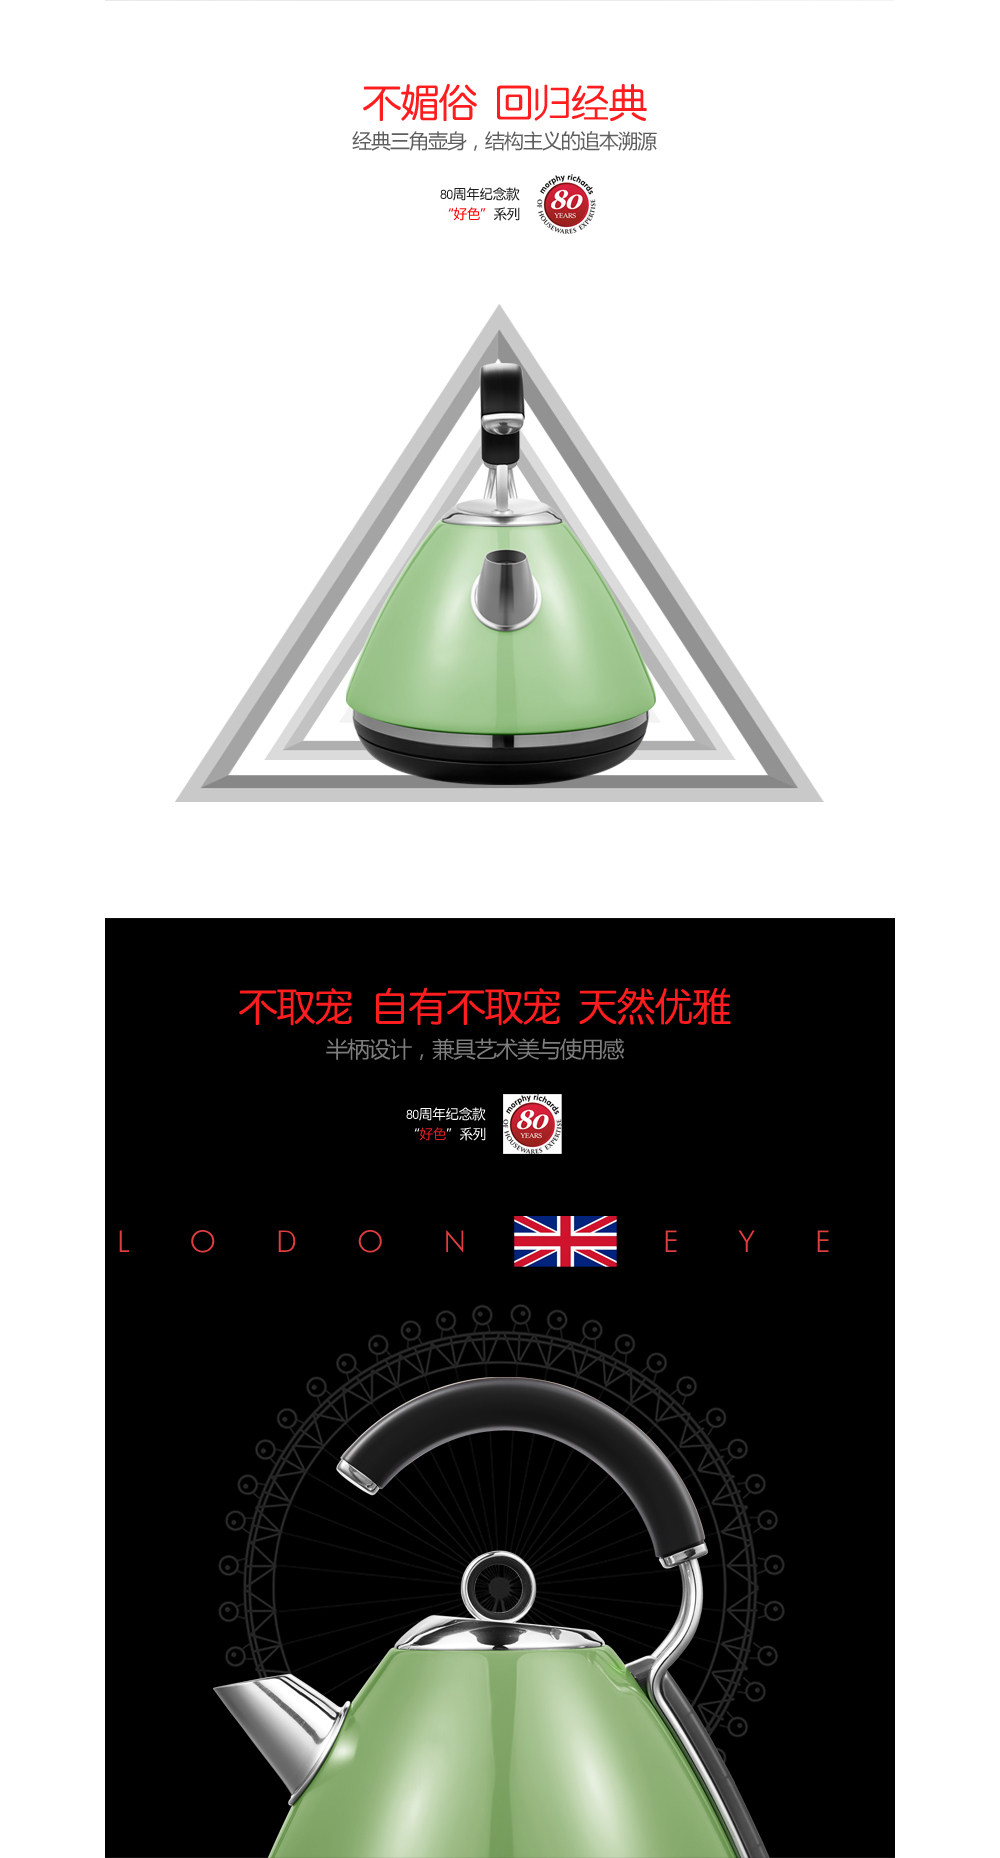 不媚俗 回归经典
经典三角壶身，结构主义的追本溯源
80周年纪念款
“好色” 系列
morphy richards
80
YEARS
OF HOUSEWARES EXPERTISE
不取宠 自有不取宠 天然优雅
半柄设计，兼具艺术美与使用感
80周年纪念款
“好色” 系列
morphy richards
80
YEARS
OF HOUSEWARES EXPERTISE
LODON EYE